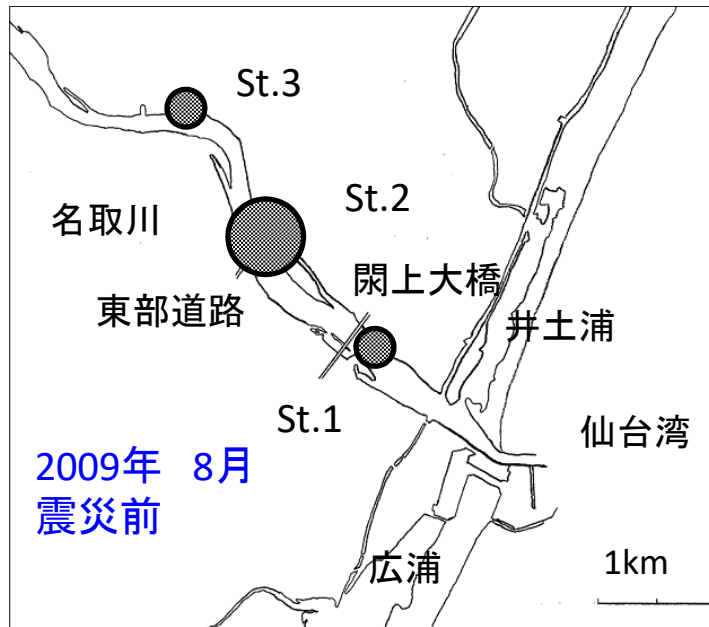 St.3
St.2
名取川
閖上大橋
東部道路
井土浦
St.1
仙台湾
2009年 8月
震災前
広浦
1km